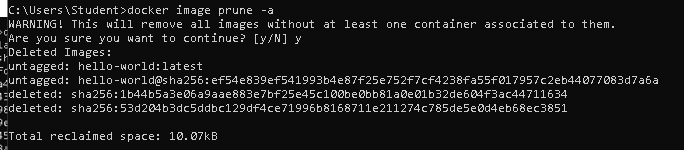 C:\Users\Student>docker image prune -a
WARNING! This will remove all images without at least one container associated to them.
Are you sure you want to continue? [y/N] y
Deleted Images:
untagged: hello-world:latest
untagged: hello-world@sha256:ef54e839ef541993b4e87f25e752f7cf4238fa55f017957c2eb44077083d7a6a
deleted: sha256:1b44b5a3e06a9aae883e7bf25e45c100be0bb81a0e01b32de604f3ac44711634
deleted: sha256:53d204b3dc5ddbc129df4ce71996b8168711e211274c785de5e0d4eb68ec3851
Total reclaimed space: 10.07kB